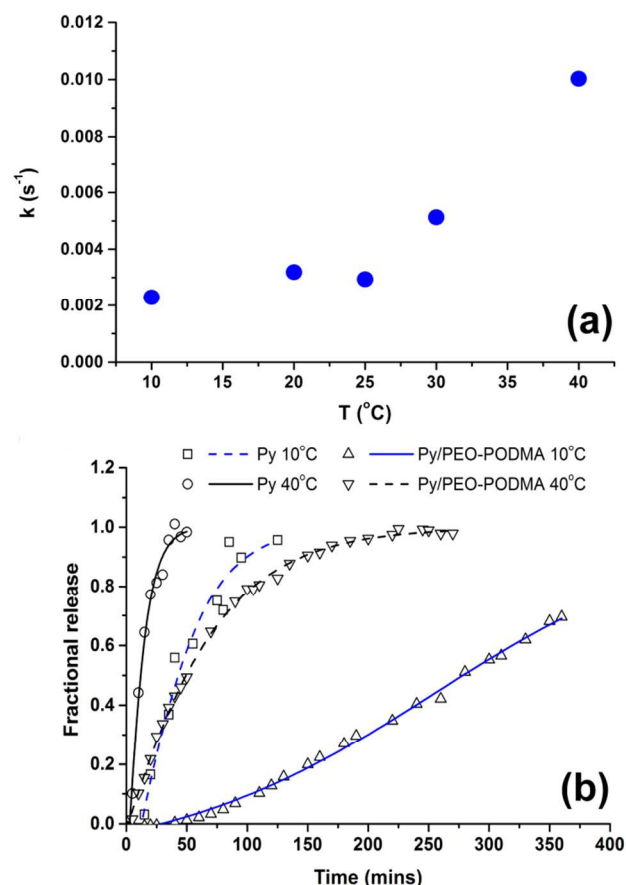 0.012
0.010
0.008
0.006
0.004
0.002
0.000
k (s⁻¹)
10 15 20 25 30 35 40
T (°C)
(a)
Py 10°C Py/PEO-PODMA 10°C
Py 40°C Py/PEO-PODMA 40°C
1.2
1.0
0.8
0.6
0.4
0.2
0.0
Fractional release
0 50 100 150 200 250 300 350 400
Time (mins)
(b)